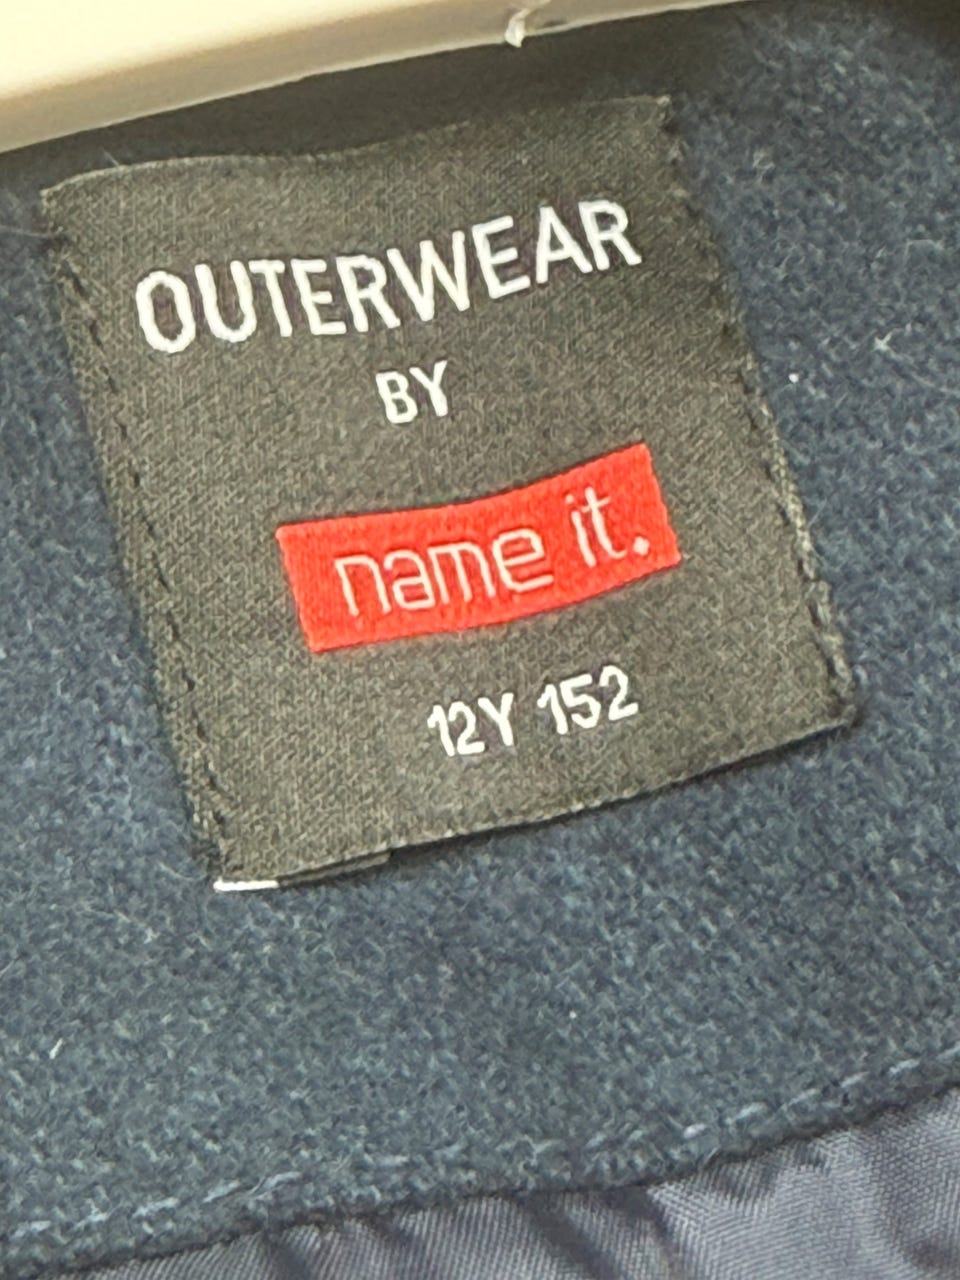 OUTERWEAR
BY
name it.
12Y 152